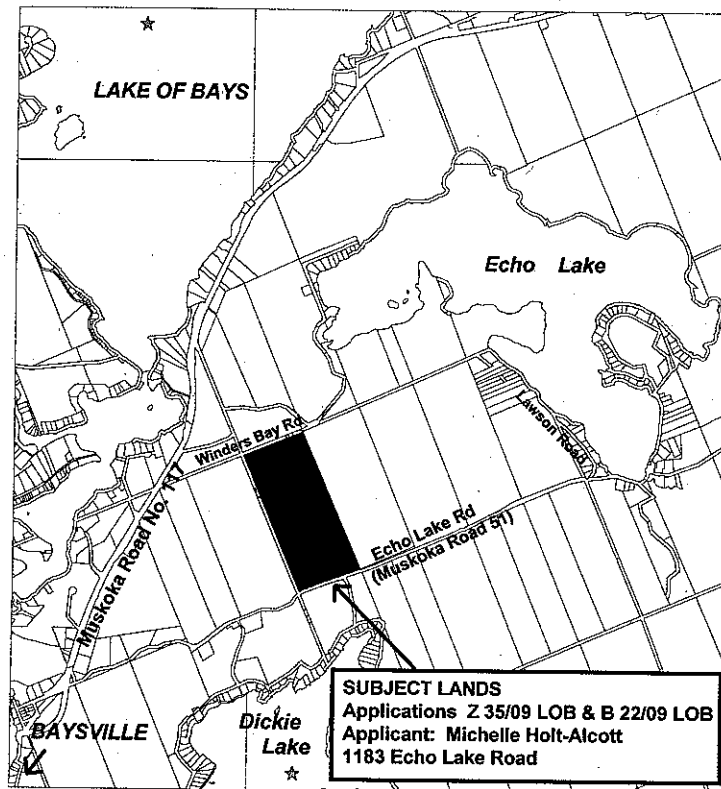 LAKE OF BAYS
Echo Lake
Winders Bay Rd
Lawson Road
Muskoka Road No. 117
Echo Lake Rd
(Muskoka Road 51)
SUBJECT LANDS
Applications Z 35/09 LOB & B 22/09 LOB
Applicant: Michelle Holt-Alcott
1183 Echo Lake Road
BAYSVILLE
Dickie
Lake